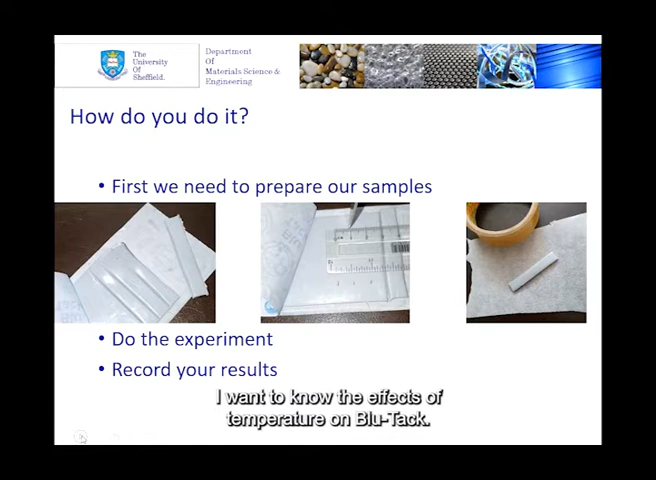 The
University
Of
Sheffield.
Department
Of
Materials Science &
Engineering
How do you do it?
• First we need to prepare our samples
• Do the experiment
• Record your results
I want to know the effects of
temperature on Blu-Tack.